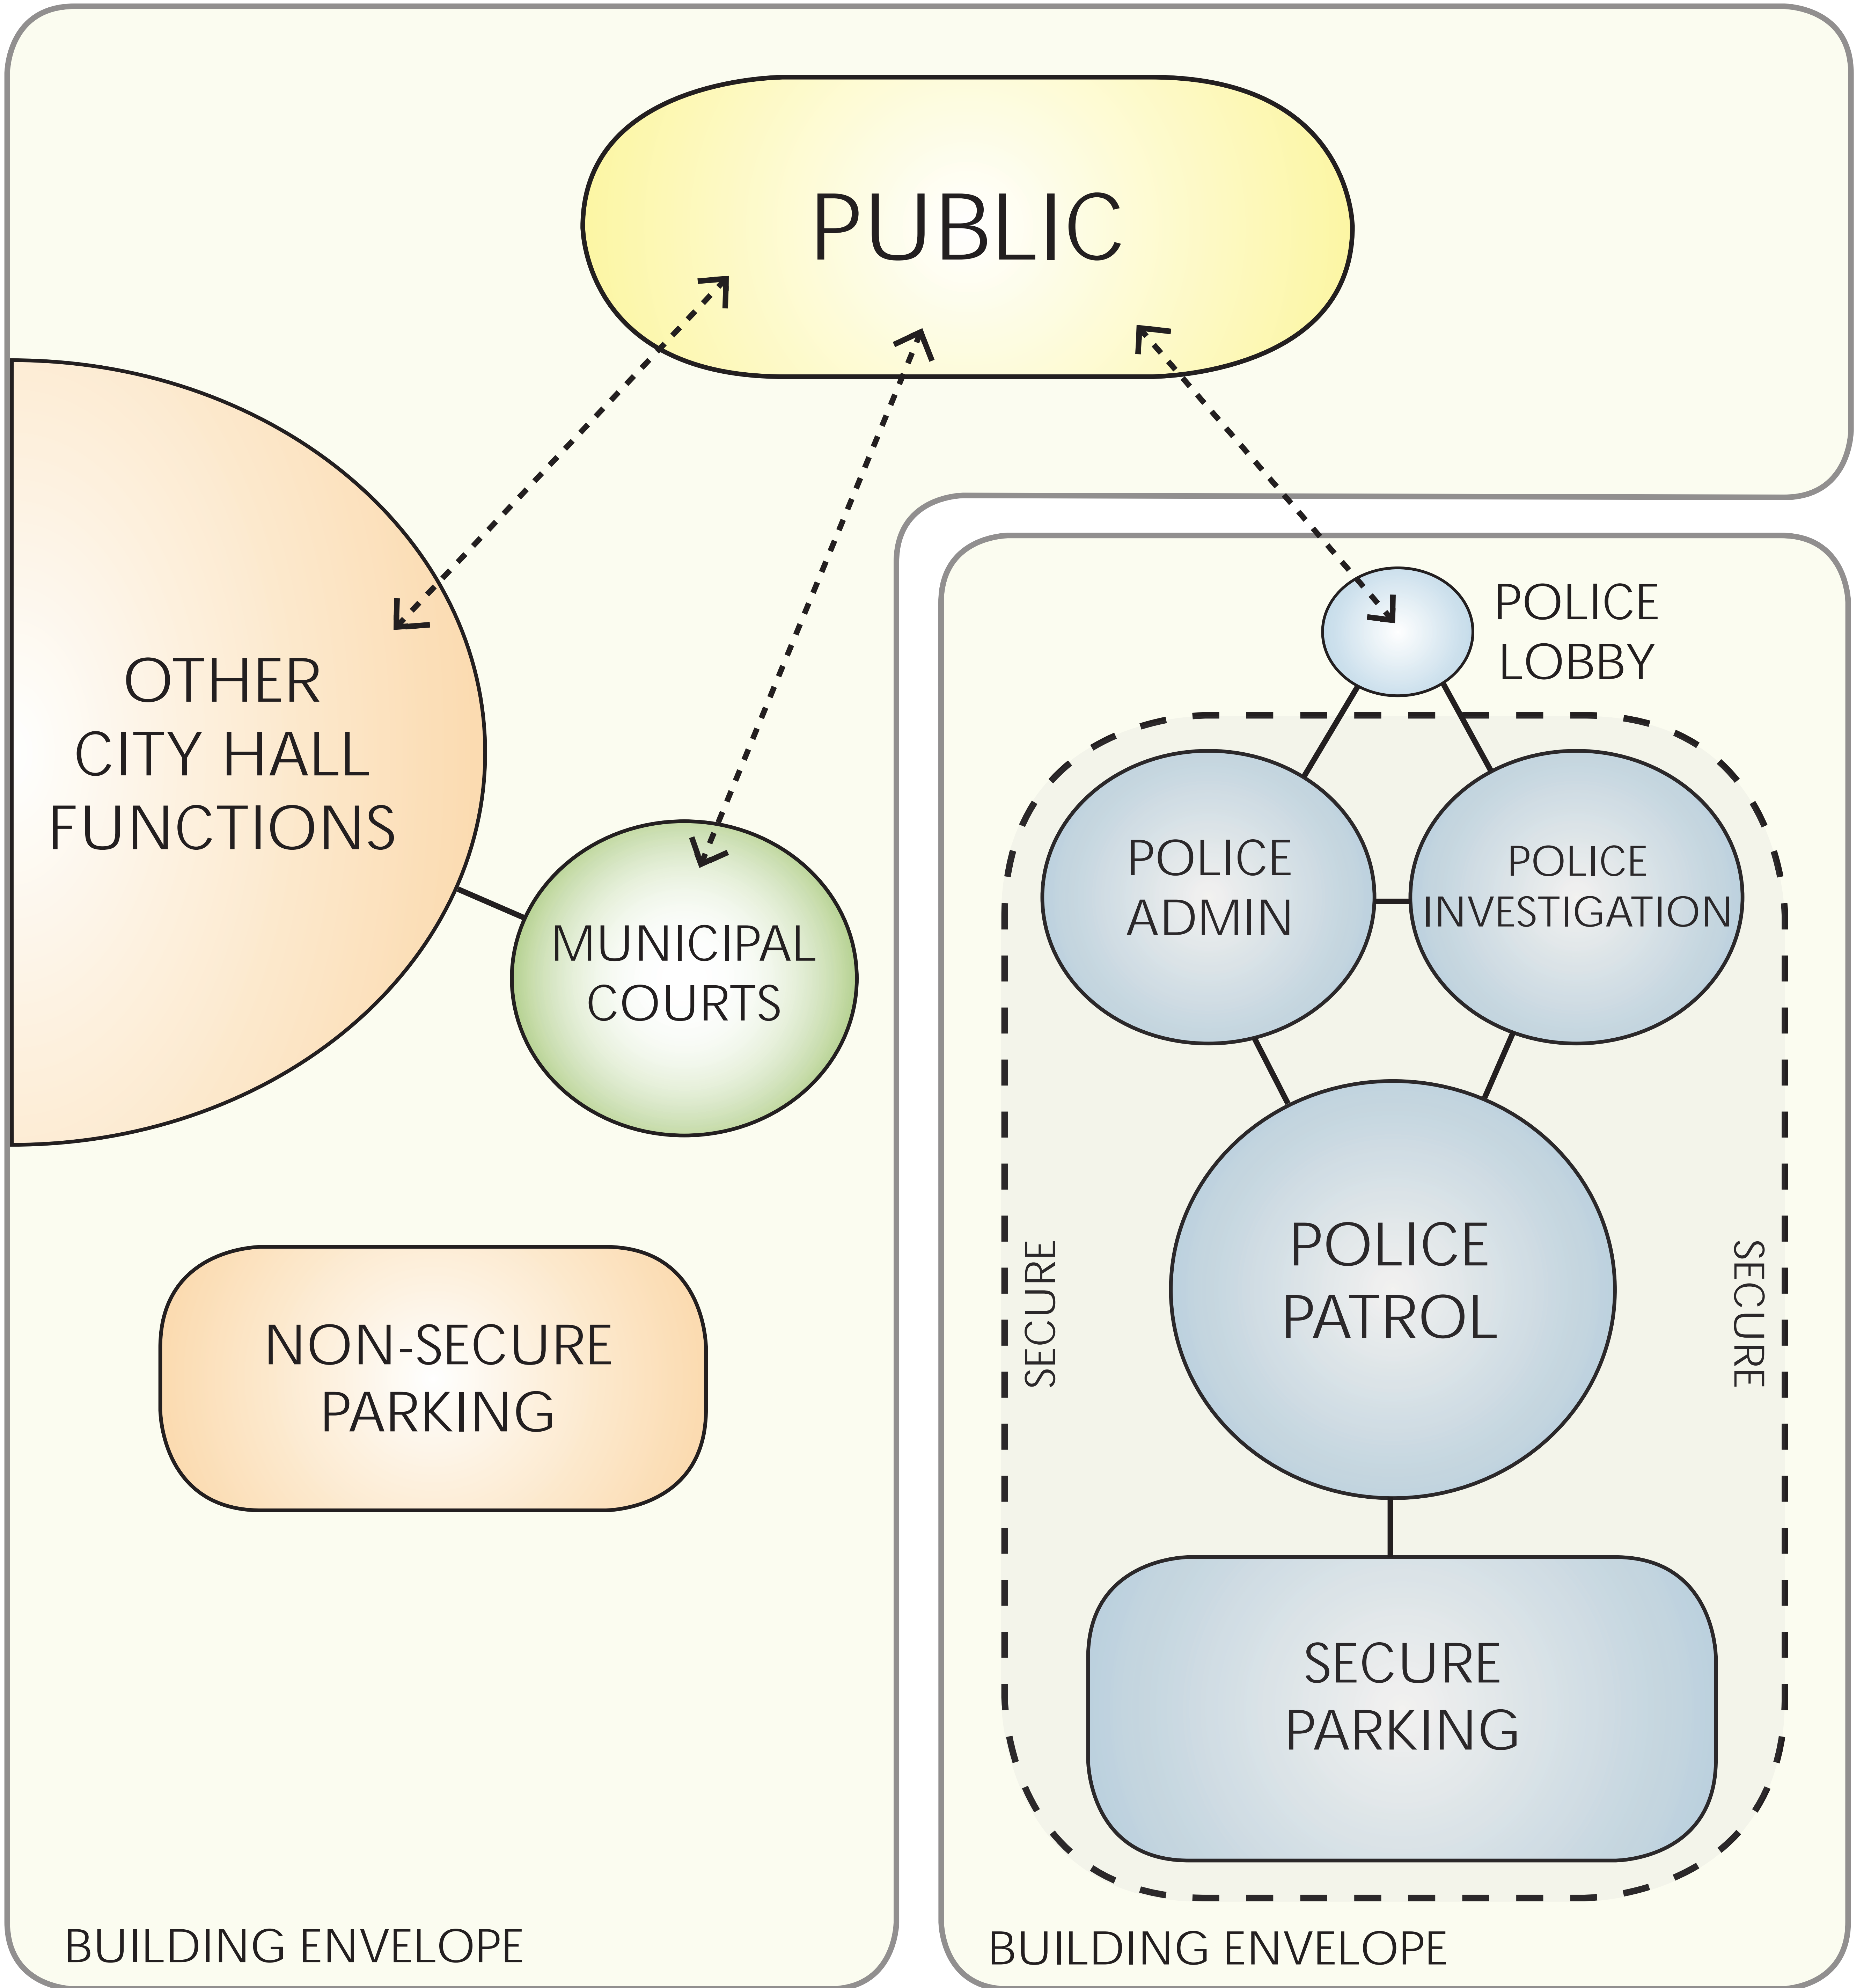 PUBLIC
OTHER
CITY HALL
FUNCTIONS
MUNICIPAL
COURTS
NON-SECURE
PARKING
BUILDING ENVELOPE
POLICE
LOBBY
POLICE
ADMIN
POLICE
INVESTIGATION
POLICE
PATROL
SECURE
SECURE
SECURE
PARKING
BUILDING ENVELOPE